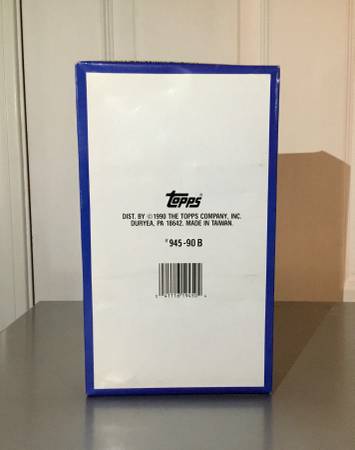 Topps®
DIST. BY ©1990 THE TOPPS COMPANY, INC.
DURYEA, PA 18642. MADE IN TAIWAN.
#945-90 B